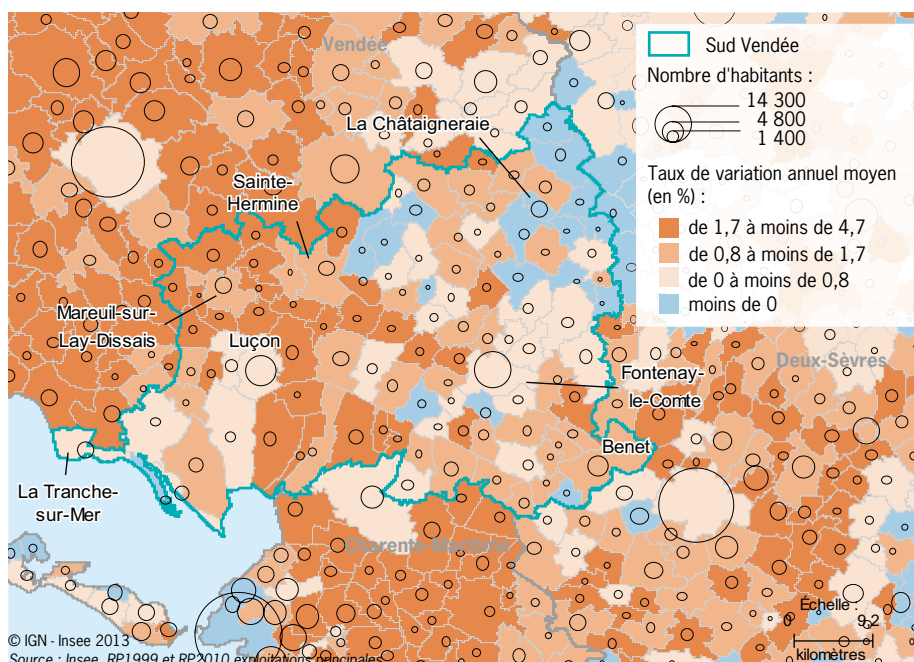 Vendée
La Châtaigneraie
Sainte-
Hermine
Mareuil-sur-
Lay-Dissais
Luçon
Fontenay-
le-Comte
Benet
La Tranche-
sur-Mer
Deux-Sèvres
Charente-Maritime
Sud Vendée
Nombre d'habitants :
14 300
4 800
1 400
Taux de variation annuel moyen
(en %) :
de 1,7 à moins de 4,7
de 0,8 à moins de 1,7
de 0 à moins de 0,8
moins de 0
Échelle :
0 9,2
kilomètres
© IGN - Insee 2013
Source : Insee, RP1999 et RP2010 exploitations principales